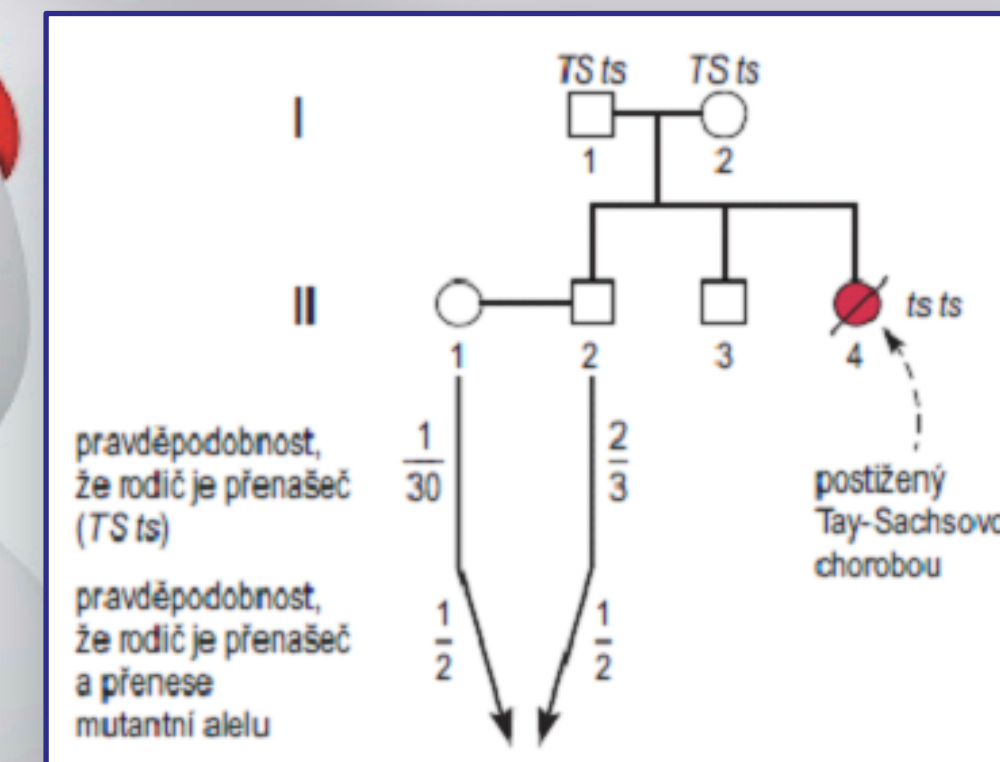 TS ts TS ts
I
1 2
II
ts ts
1 2 3 4
pravděpodobnost,
že rodič je přenašeč
(TS ts)
1/30 2/3
postižený
Tay-Sachsovo
chorobou
pravděpodobnost,
že rodič je přenašeč
a přenese
mutantní alelu
1/2 1/2